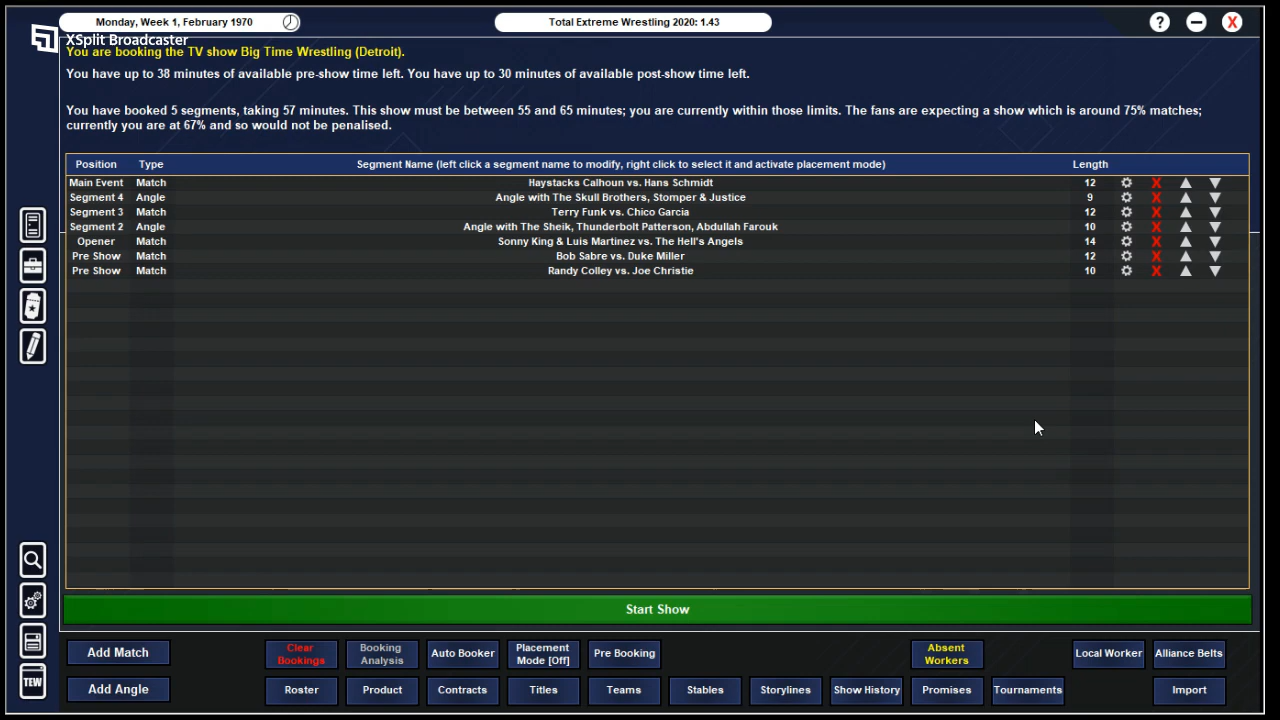 Monday, Week 1, February 1970
Total Extreme Wrestling 2020: 1.43
?
X
XSplit Broadcaster
You are booking the TV show Big Time Wrestling (Detroit).
You have up to 38 minutes of available pre-show time left. You have up to 30 minutes of available post-show time left.
You have booked 5 segments, taking 57 minutes. This show must be between 55 and 65 minutes; you are currently within those limits. The fans are expecting a show which is around 75% matches;
currently you are at 67% and so would not be penalised.
Position Type Segment Name (left click a segment name to modify, right click to select it and activate placement mode) Length
Main Event Match Haystacks Calhoun vs. Hans Schmidt 12 X
Segment 4 Angle Angle with The Skull Brothers, Stomper & Justice 9 X
Segment 3 Match Terry Funk vs. Chico Garcia 12 X
Segment 2 Angle Angle with The Sheik, Thunderbolt Patterson, Abdullah Farouk 10 X
Opener Match Sonny King & Luis Martinez vs. The Hell's Angels 14 X
Pre Show Match Bob Sabre vs. Duke Miller 12 X
Pre Show Match Randy Colley vs. Joe Christie 10 X
Start Show
Add Match
Clear Bookings
Booking Analysis
Auto Booker
Placement Mode [Off]
Pre Booking
Absent Workers
Local Worker
Alliance Belts
TEW
Add Angle
Roster
Product
Contracts
Titles
Teams
Stables
Storylines
Show History
Promises
Tournaments
Import